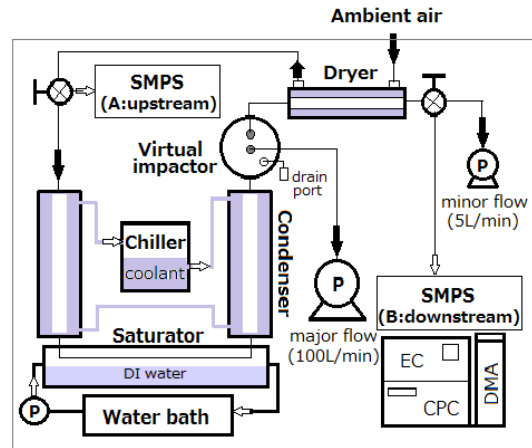 Ambient air
SMPS
(A:upstream)
Dryer
Virtual
impactor
drain
port
P
minor flow
(5L/min)
Chiller
coolant
Condenser
P
major flow
(100L/min)
SMPS
(B:downstream)
Saturator
DI water
P
Water bath
EC
CPC
DMA